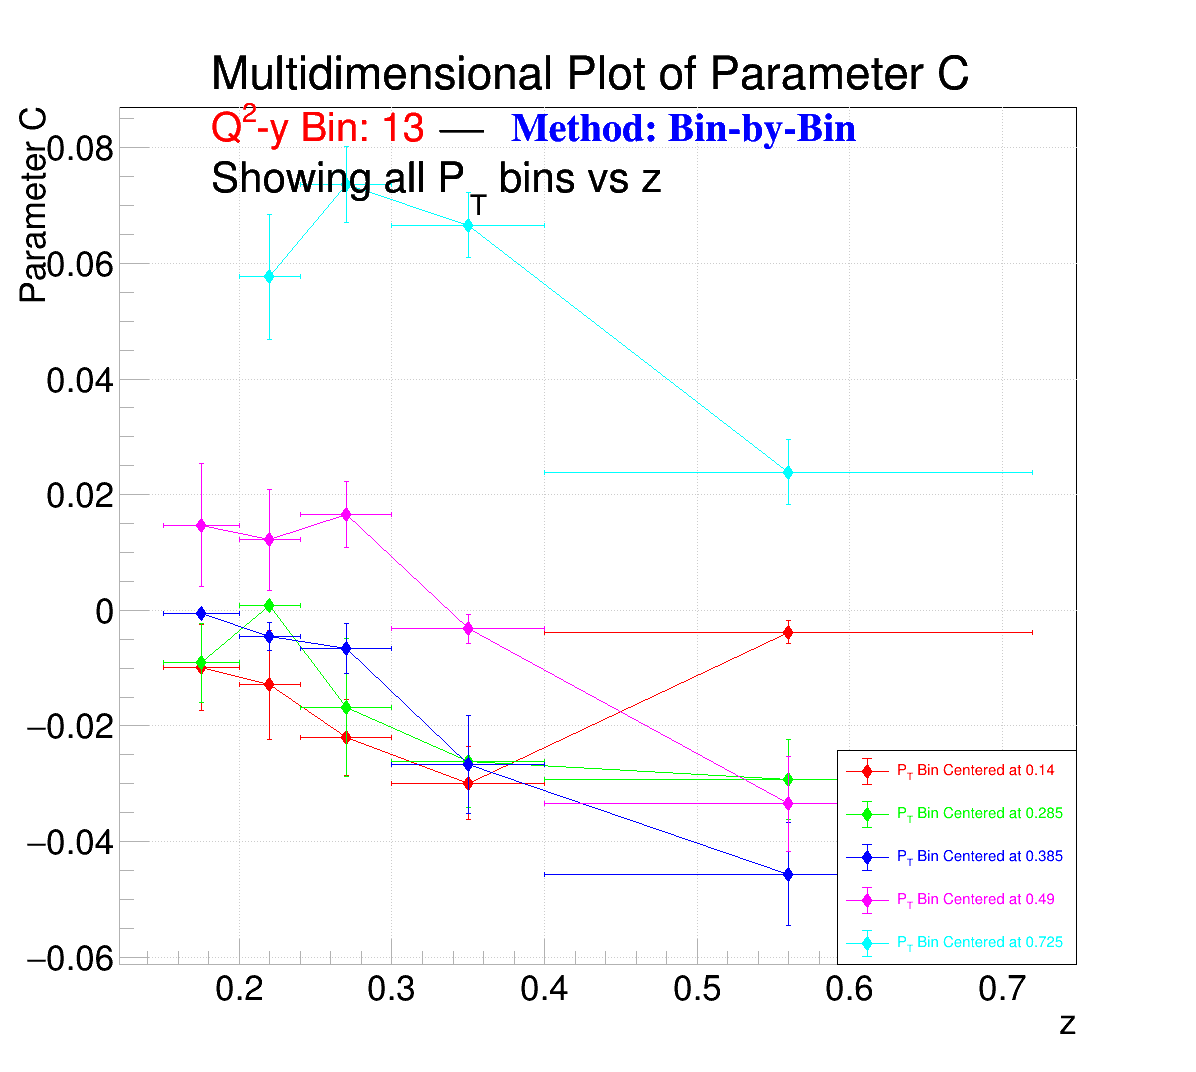 Multidimensional Plot of Parameter C
Q2-y Bin: 13 — Method: Bin-by-Bin
Showing all PT bins vs z
Parameter C
0.08
0.06
0.04
0.02
0
−0.02
−0.04
−0.06
0.2 0.3 0.4 0.5 0.6 0.7
z
PT Bin Centered at 0.14
PT Bin Centered at 0.285
PT Bin Centered at 0.385
PT Bin Centered at 0.49
PT Bin Centered at 0.725